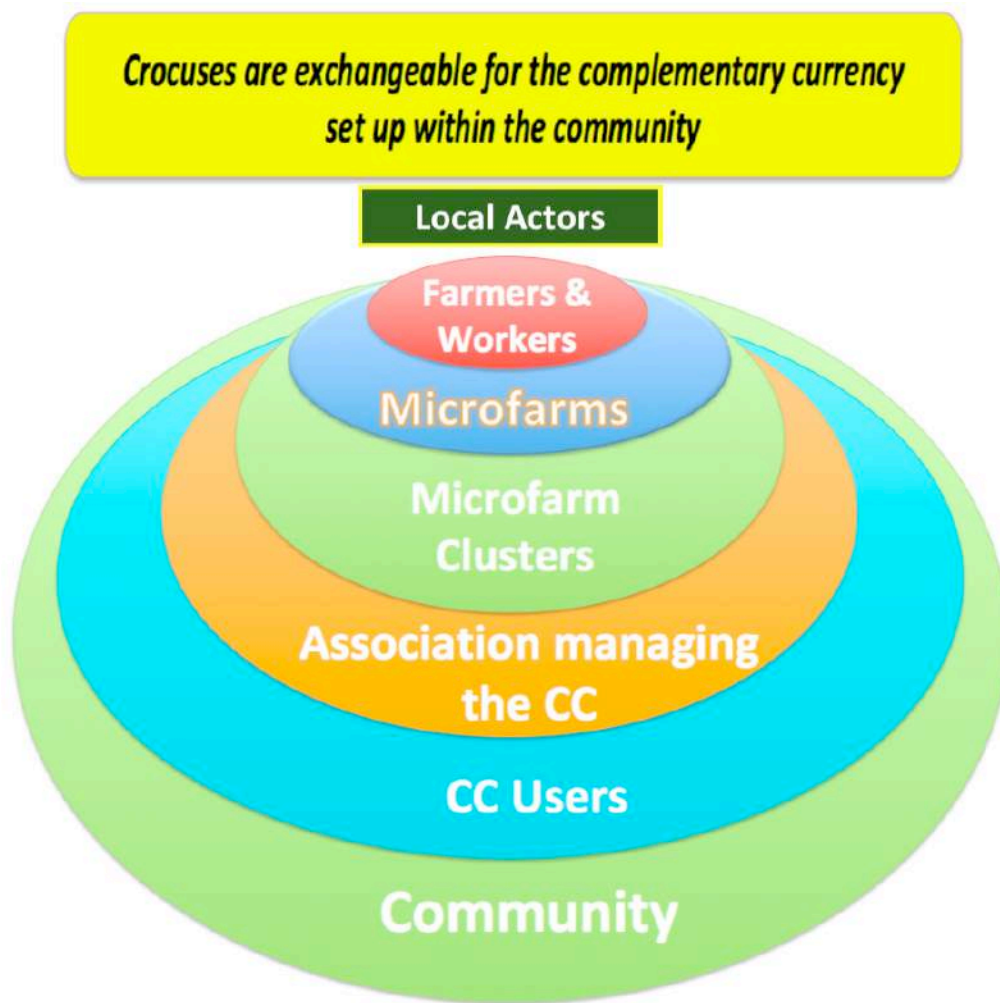 Crocuses are exchangeable for the complementary currency
set up within the community
Local Actors
Farmers &
Workers
Microfarms
Microfarm
Clusters
Association managing
the CC
CC Users
Community